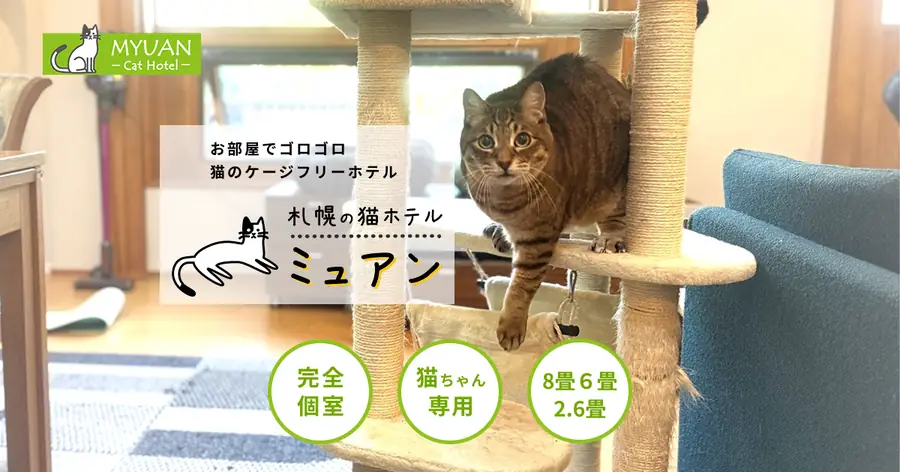 MYUAN
－Cat Hotel－
お部屋でゴロゴロ
猫のケージフリーホテル
札幌の猫ホテル
ミュアン
完全
個室
猫ちゃん
専用
8畳６畳
2.6畳